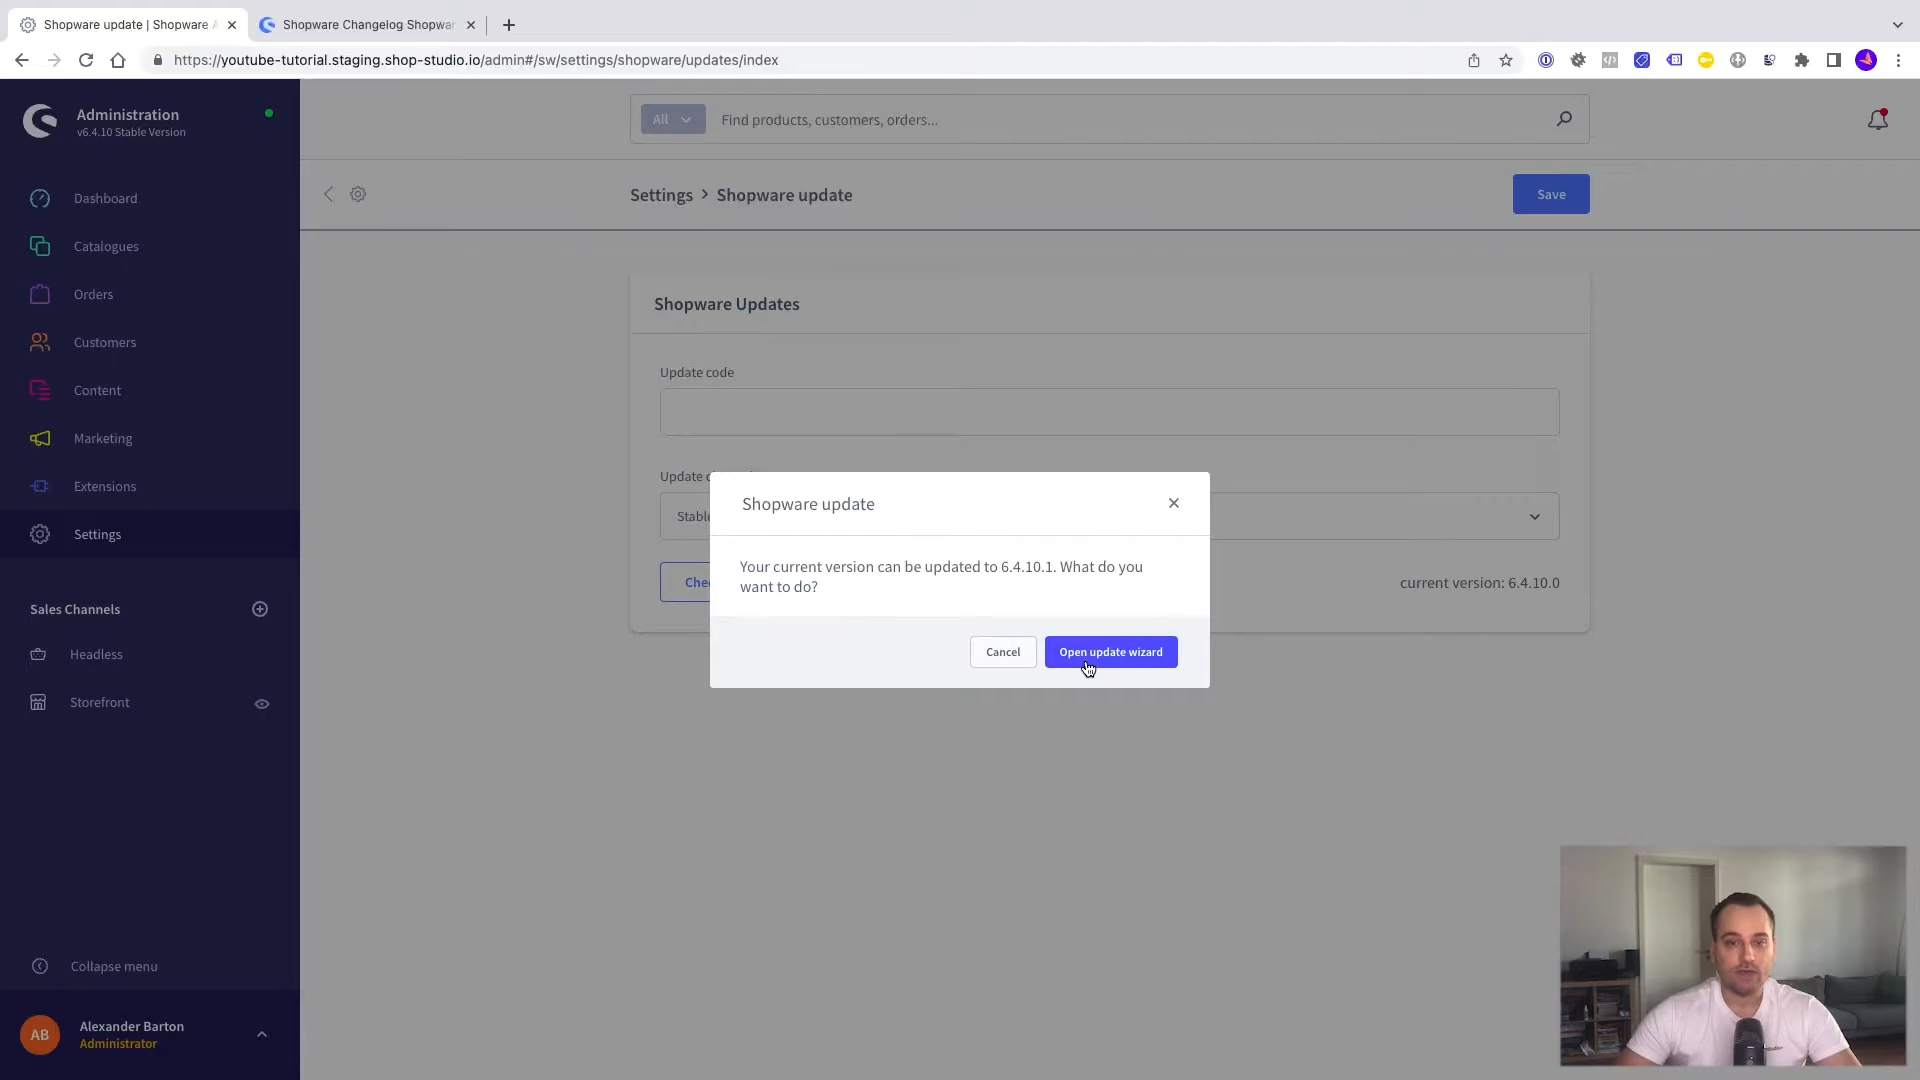 Shopware update | Shopware A
Shopware Changelog Shopwar
https://youtube-tutorial.staging.shop-studio.io/admin#/sw/settings/shopware/updates/index
Administration
v6.4.10 Stable Version
All
Find products, customers, orders...
Settings > Shopware update
Save
Dashboard
Catalogues
Orders
Customers
Content
Marketing
Extensions
Settings
Sales Channels
Headless
Storefront
Collapse menu
AB
Alexander Barton
Administrator
Shopware Updates
Update code
Update c
Stable
Chec
current version: 6.4.10.0
Shopware update
Your current version can be updated to 6.4.10.1. What do you
want to do?
Cancel
Open update wizard